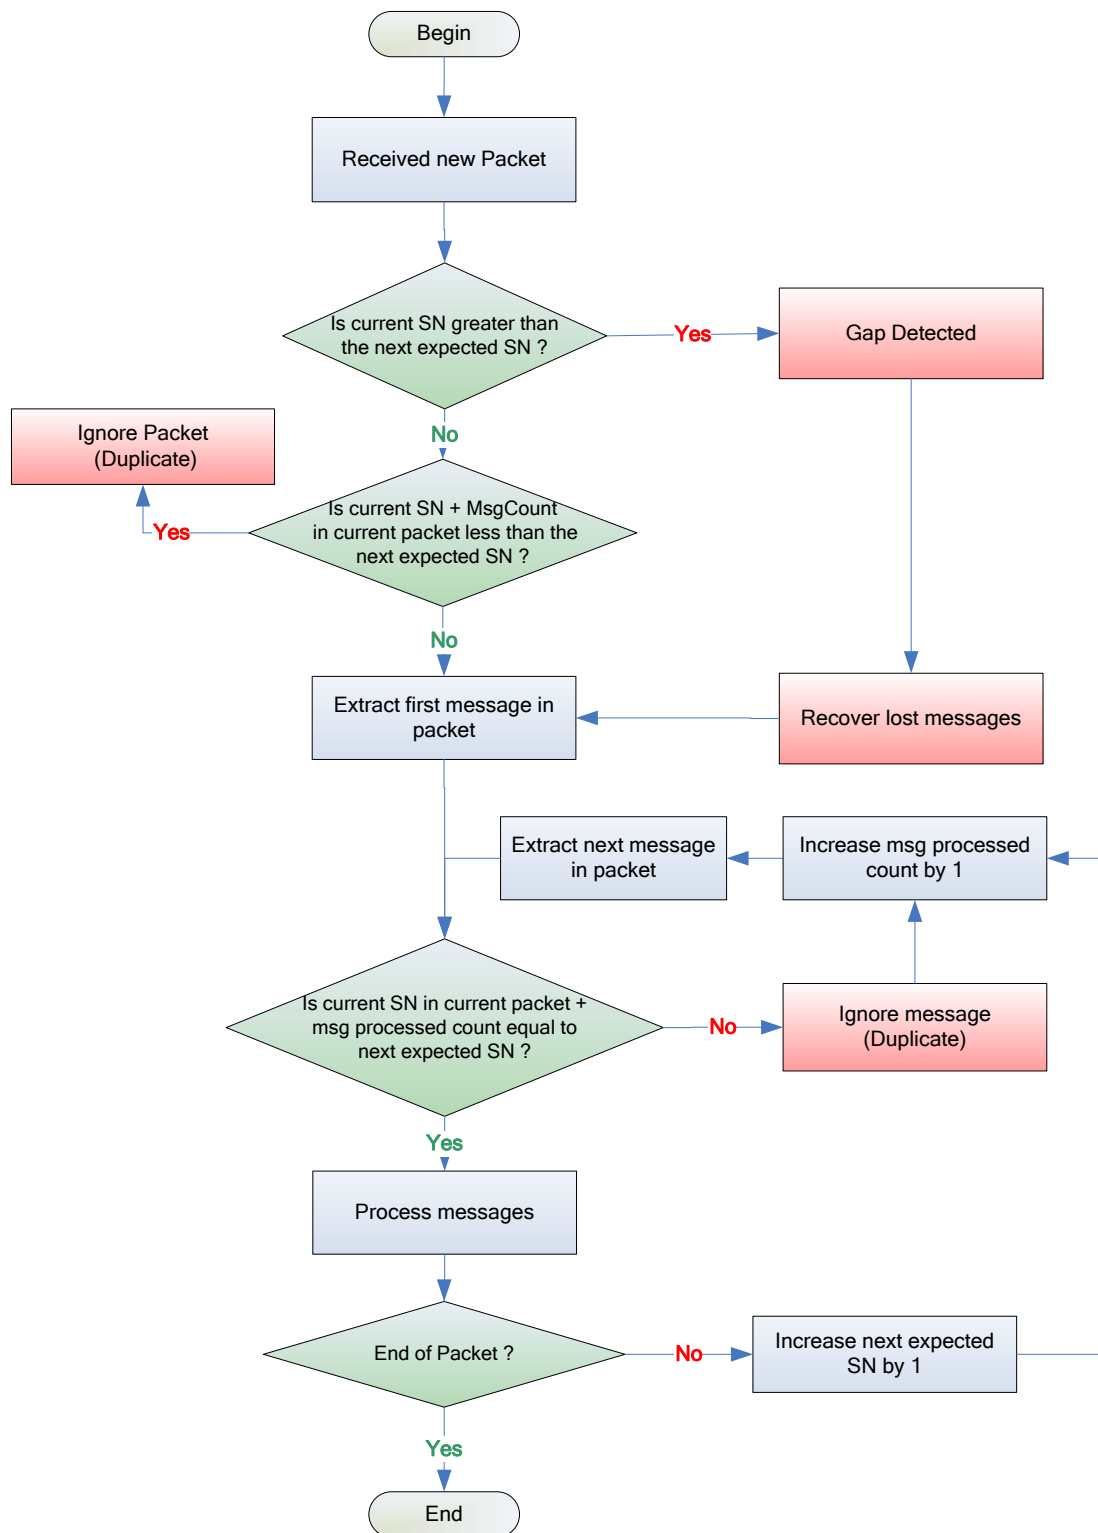 Begin
Received new Packet
Is current SN greater than
the next expected SN ?
Yes
Gap Detected
No
Ignore Packet
(Duplicate)
Yes
Is current SN + MsgCount
in current packet less than the
next expected SN ?
No
Extract first message in
packet
Recover lost messages
Extract next message
in packet
Increase msg processed
count by 1
Is current SN in current packet +
msg processed count equal to
next expected SN ?
No
Ignore message
(Duplicate)
Yes
Process messages
End of Packet ?
No
Increase next expected
SN by 1
Yes
End